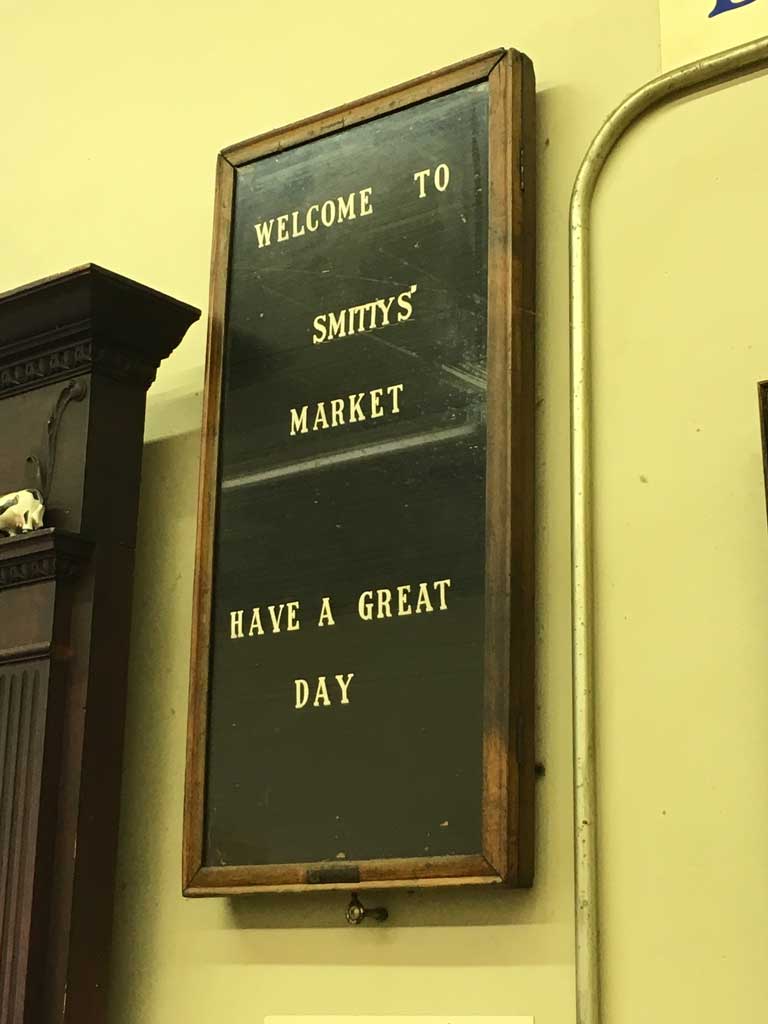 WELCOME TO
SMITTYS'
MARKET
HAVE A GREAT
DAY